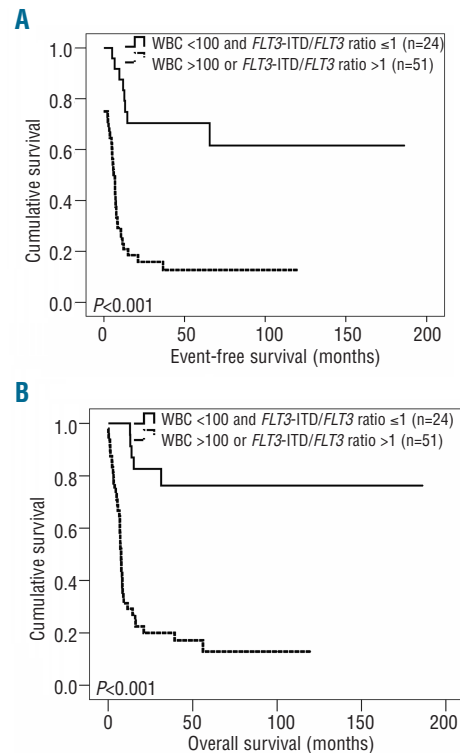 A
WBC <100 and FLT3-ITD/FLT3 ratio ≤1 (n=24)
WBC >100 or FLT3-ITD/FLT3 ratio >1 (n=51)
Cumulative survival
1.0
0.8
0.6
0.4
0.2
0.0
P<0.001
0 50 100 150 200
Event-free survival (months)
B
WBC <100 and FLT3-ITD/FLT3 ratio ≤1 (n=24)
WBC >100 or FLT3-ITD/FLT3 ratio >1 (n=51)
Cumulative survival
1.0
0.8
0.6
0.4
0.2
0.0
P<0.001
0 50 100 150 200
Overall survival (months)